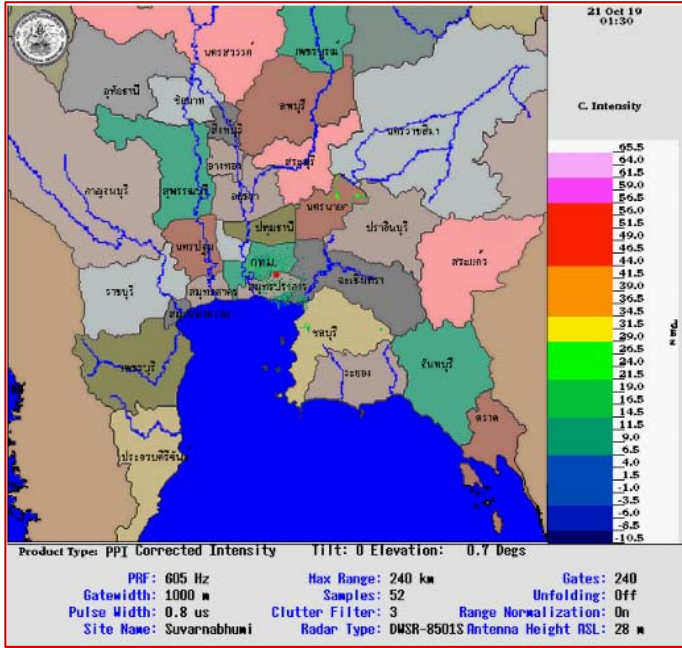 21 Oct 19
01:30
C. Intensity
นครสวรรค์
เพชรบูรณ์
อุทัยธานี
ชัยนาท
ลพบุรี
สิงห์บุรี
นครราชสีมา
อ่างทอง
สระบุรี
กาญจนบุรี
สุพรรณบุรี
อยุธยา
นครนายก
ปราจีนบุรี
ปทุมธานี
นครปฐม
กทม.
สระแก้ว
ราชบุรี
สมุทรสาคร
สมุทรปราการ
ฉะเชิงเทรา
ชลบุรี
เพชรบุรี
ระยอง
จันทบุรี
ตราด
ประจวบคีรีขันธ์
65.5
64.0
61.5
59.0
56.5
56.0
51.5
49.0
46.5
44.0
41.5
39.0
36.5
34.0
31.5
29.0
26.5
24.0
21.5
19.0
16.5
14.5
11.5
9.0
6.5
4.0
1.5
-1.0
-3.5
-6.0
-8.5
-10.5
Product Type: PPI Corrected Intensity Tilt: 0 Elevation: 0.7 Degs
PRF: 605 Hz Max Range: 240 km Gates: 240
Gatewidth: 1000 m Samples: 52 Unfolding: Off
Pulse Width: 0.8 us Clutter Filter: 3 Range Normalization: On
Site Name: Suvarnabhumi Radar Type: DWSR-8501S Antenna Height ASL: 28 m